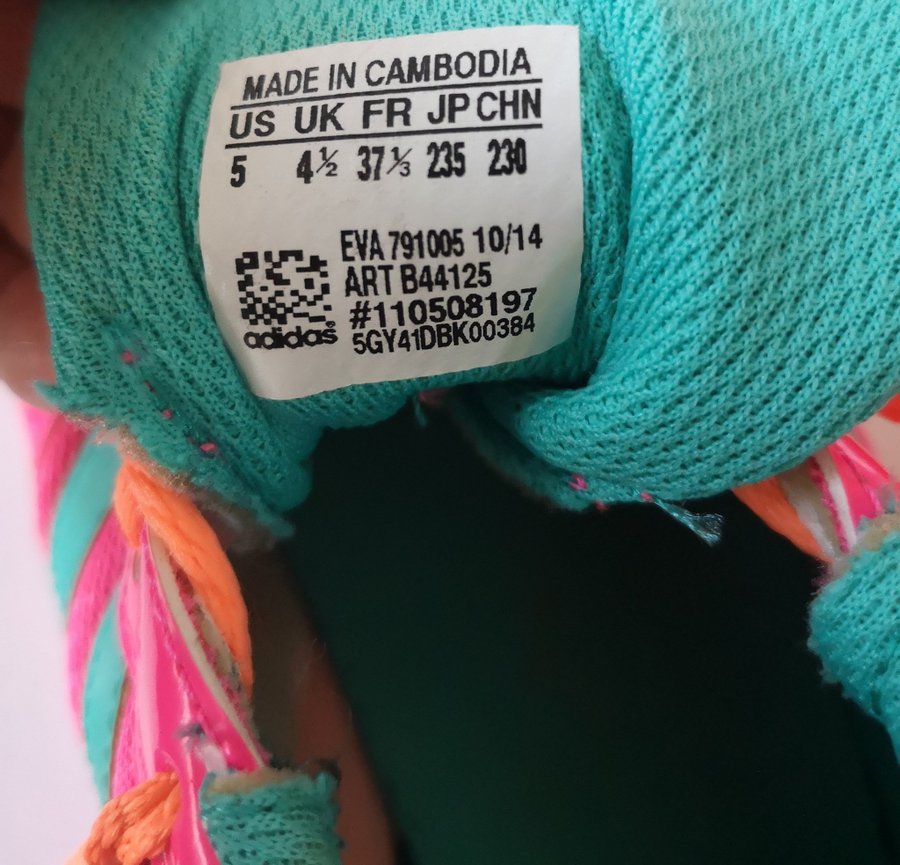 MADE IN CAMBODIA
US UK FR JP CHN
5 4½ 37⅓ 235 230
EVA 791005 10/14
ART B44125
#110508197
adidas® 5GY41DBK00384